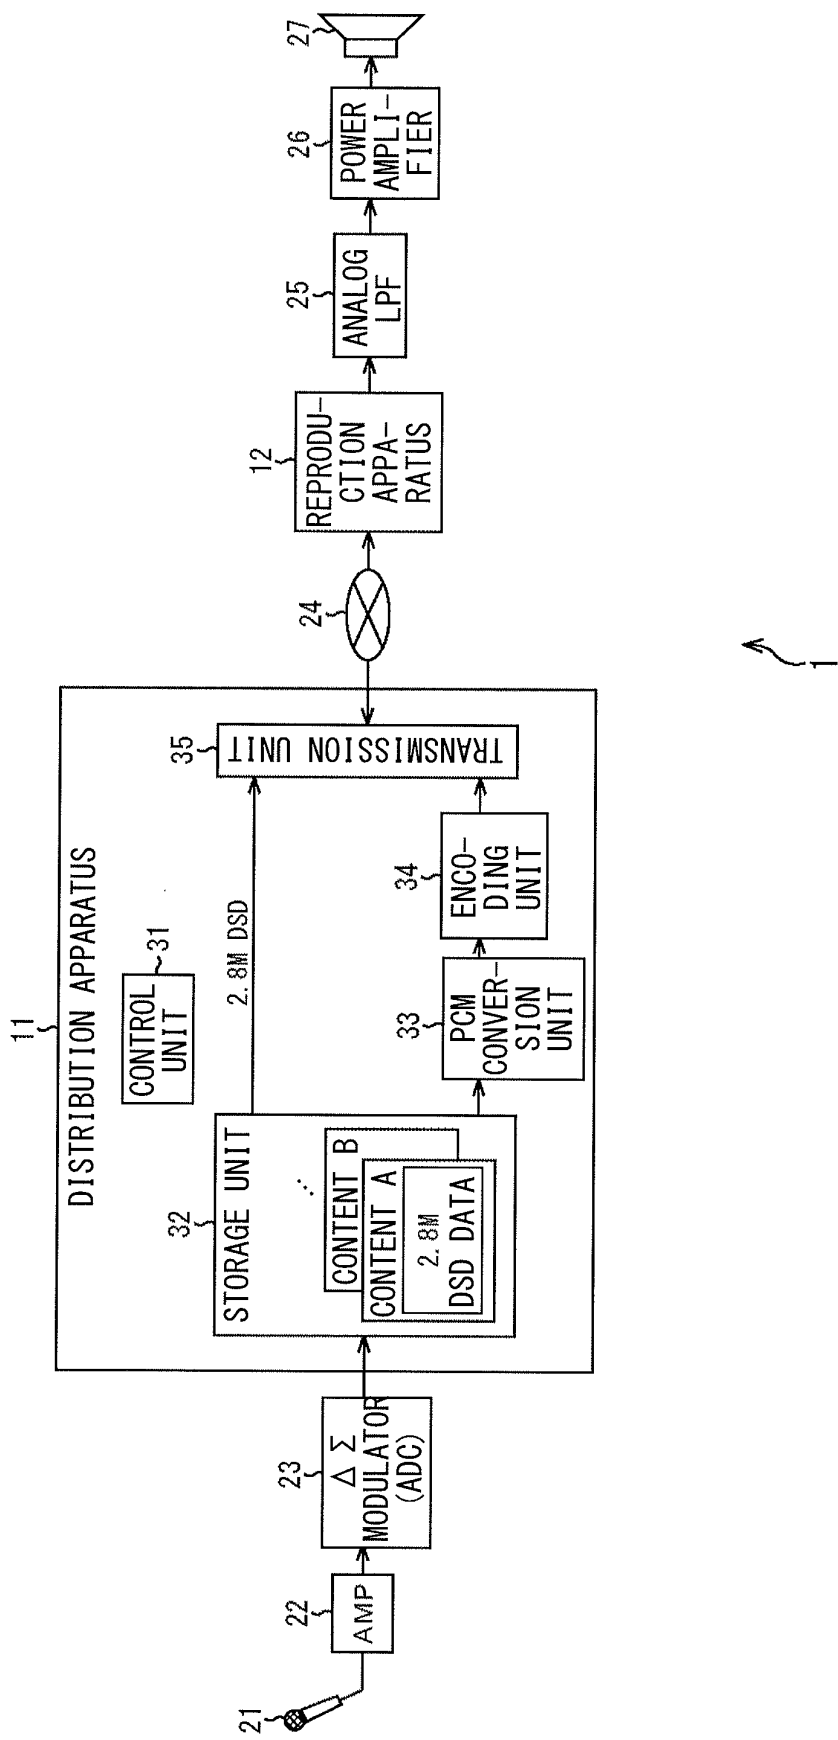 11
DISTRIBUTION APPARATUS
31
CONTROL
UNIT
32
STORAGE UNIT
CONTENT B
CONTENT A
2.8M
DSD DATA
2.8M DSD
33
PCM
CONVER-
SION
UNIT
34
ENCO-
DING
UNIT
35
TRANSMISSION UNIT
21
22
AMP
23
ΔΣ
MODULATOR
(ADC)
24
12
REPRODU-
CTION
APPA-
RATUS
25
ANALOG
LPF
26
POWER
AMPLI-
FIER
27
1